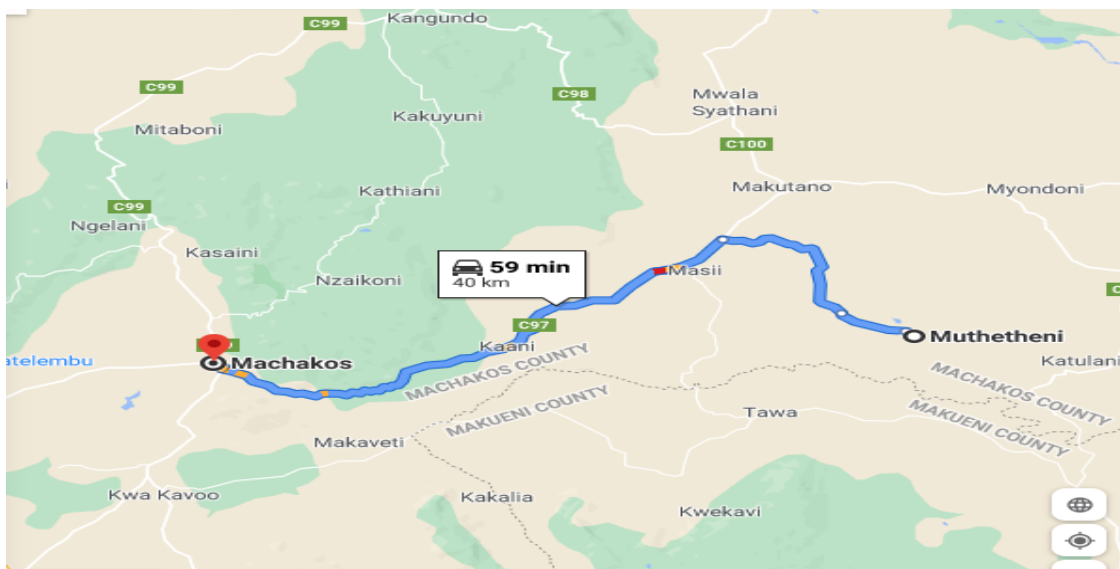 Kangundo
C99
C99
C98
Mwala
Syathani
Kakuyuni
Mitaboni
C100
Kathiani
Makutano
Myondoni
C99
Ngelani
Kasaini
59 min
40 km
Masii
Nzaikoni
C97
Kaani
Muthetheni
Machakos
atelembu
Katulani
MACHAKOS COUNTY
MAKUENI COUNTY
MACHAKOS COUNTY
MAKUENI COUNTY
Tawa
Makaveti
Kwa Kavoo
Kakalia
Kwekavi